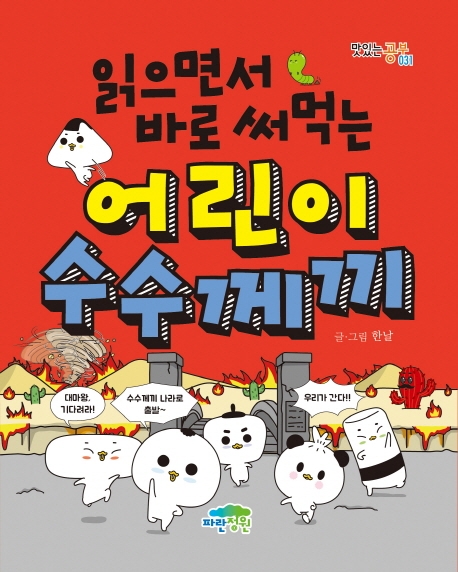 맛있는 공부
031
읽으면서
바로 써먹는
어린이
수수께끼
글·그림 한날
대마왕,
기다려라!
수수께끼 나라로
출발~
우리가 간다!!
파란정원